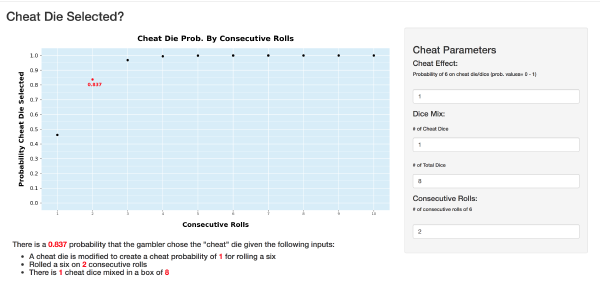 Cheat Die Selected?
Cheat Die Prob. By Consecutive Rolls
Probability Cheat Die Selected
1.0
0.9
0.8
0.7
0.6
0.5
0.4
0.3
0.2
0.1
0.0
0.837
1 2 3 4 5 6 7 8 9 10
Consecutive Rolls
There is a 0.837 probability that the gambler chose the "cheat" die given the following inputs:
• A cheat die is modified to create a cheat probability of 1 for rolling a six
• Rolled a six on 2 consecutive rolls
• There is 1 cheat dice mixed in a box of 8
Cheat Parameters
Cheat Effect:
Probability of 6 on cheat die/dice (prob. values= 0 - 1)
1
Dice Mix:
# of Cheat Dice
1
# of Total Dice
8
Consecutive Rolls:
# of consecutive rolls of 6
2